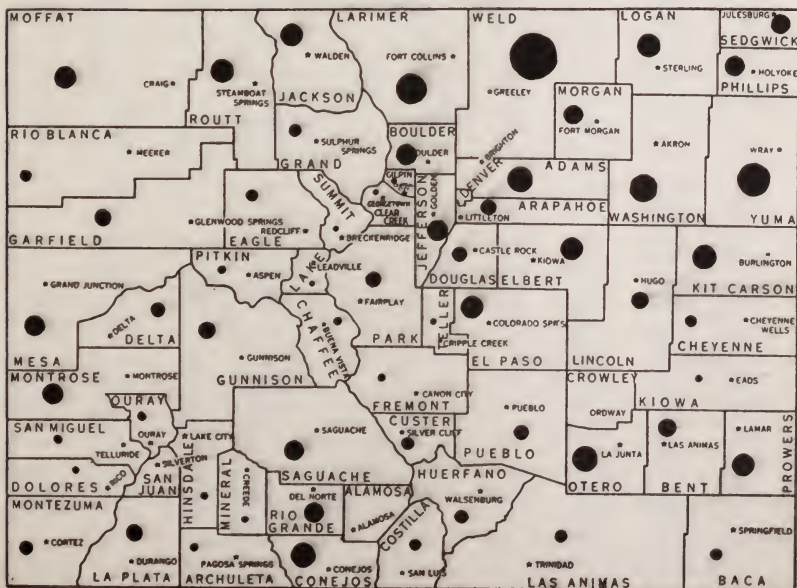 MOFFAT
LARIMER
WELD
LOGAN
JULESBURG
SEDGWICK
WALDEN
FORT COLLINS
STERLING
HOLYOKE
PHILLIPS
CRAIG
STEAMBOAT
SPRINGS
JACKSON
GREELEY
MORGAN
ROUTT
FORT MORGAN
RIO BLANCA
BOULDER
MEEKE
SULPHUR
SPRINGS
OULDER
BRIGHTON
AKRON
WRAY
GRAND
GILPIN
ADAMS
DENVER
GOLDEN
SUMMIT
GEORGETOWN
CLEAR
CREEK
JEFFERSON
ARAPAHOE
LITTLETON
WASHINGTON
YUMA
GLENWOOD SPRINGS
REDCLIFF
GARFIELD
EAGLE
BRECKENRIDGE
PITKIN
CASTLE ROCK
KIOWA
ASPEN
LEADVILLE
LAKE
DOUGLAS
ELBERT
BURLINGTON
GRAND JUNCTION
FAIRPLAY
HUGO
KIT CARSON
DELTA
CHAFFEE
BUENA VISTA
TELLER
COLORADO SPR'S
CHEYENNE
WELLS
MESA
DELTA
PARK
CRIPPLE CREEK
GUNNISON
EL PASO
LINCOLN
CHEYENNE
MONTROSE
MONTROSE
GUNNISON
CANON CITY
CROWLEY
EADS
OURAY
FREMONT
PUEBLO
KIOWA
SAN MIGUEL
OURAY
LAKE CITY
SAGUACHE
CUSTER
SILVER CLIFF
ORDWAY
LAMAR
TELLURIDE
SILVERTON
PUEBLO
LA JUNTA
LAS ANIMAS
PROWERS
DOLORES
RICO
SAN
JUAN
HINSDALE
MINERAL
CREEDE
SAGUACHE
HUERFANO
OTERO
BENT
MONTEZUMA
DEL NORTE
RIO
GRANDE
ALAMOSA
ALAMOSA
COSTILLA
WALSENBURG
CORTEZ
DURANGO
PAGOSA SPRINGS
CONEJOS
SAN LUIS
TRINIDAD
SPRINGFIELD
LA PLATA
ARCHULETA
CONEJOS
LAS ANIMAS
BACA